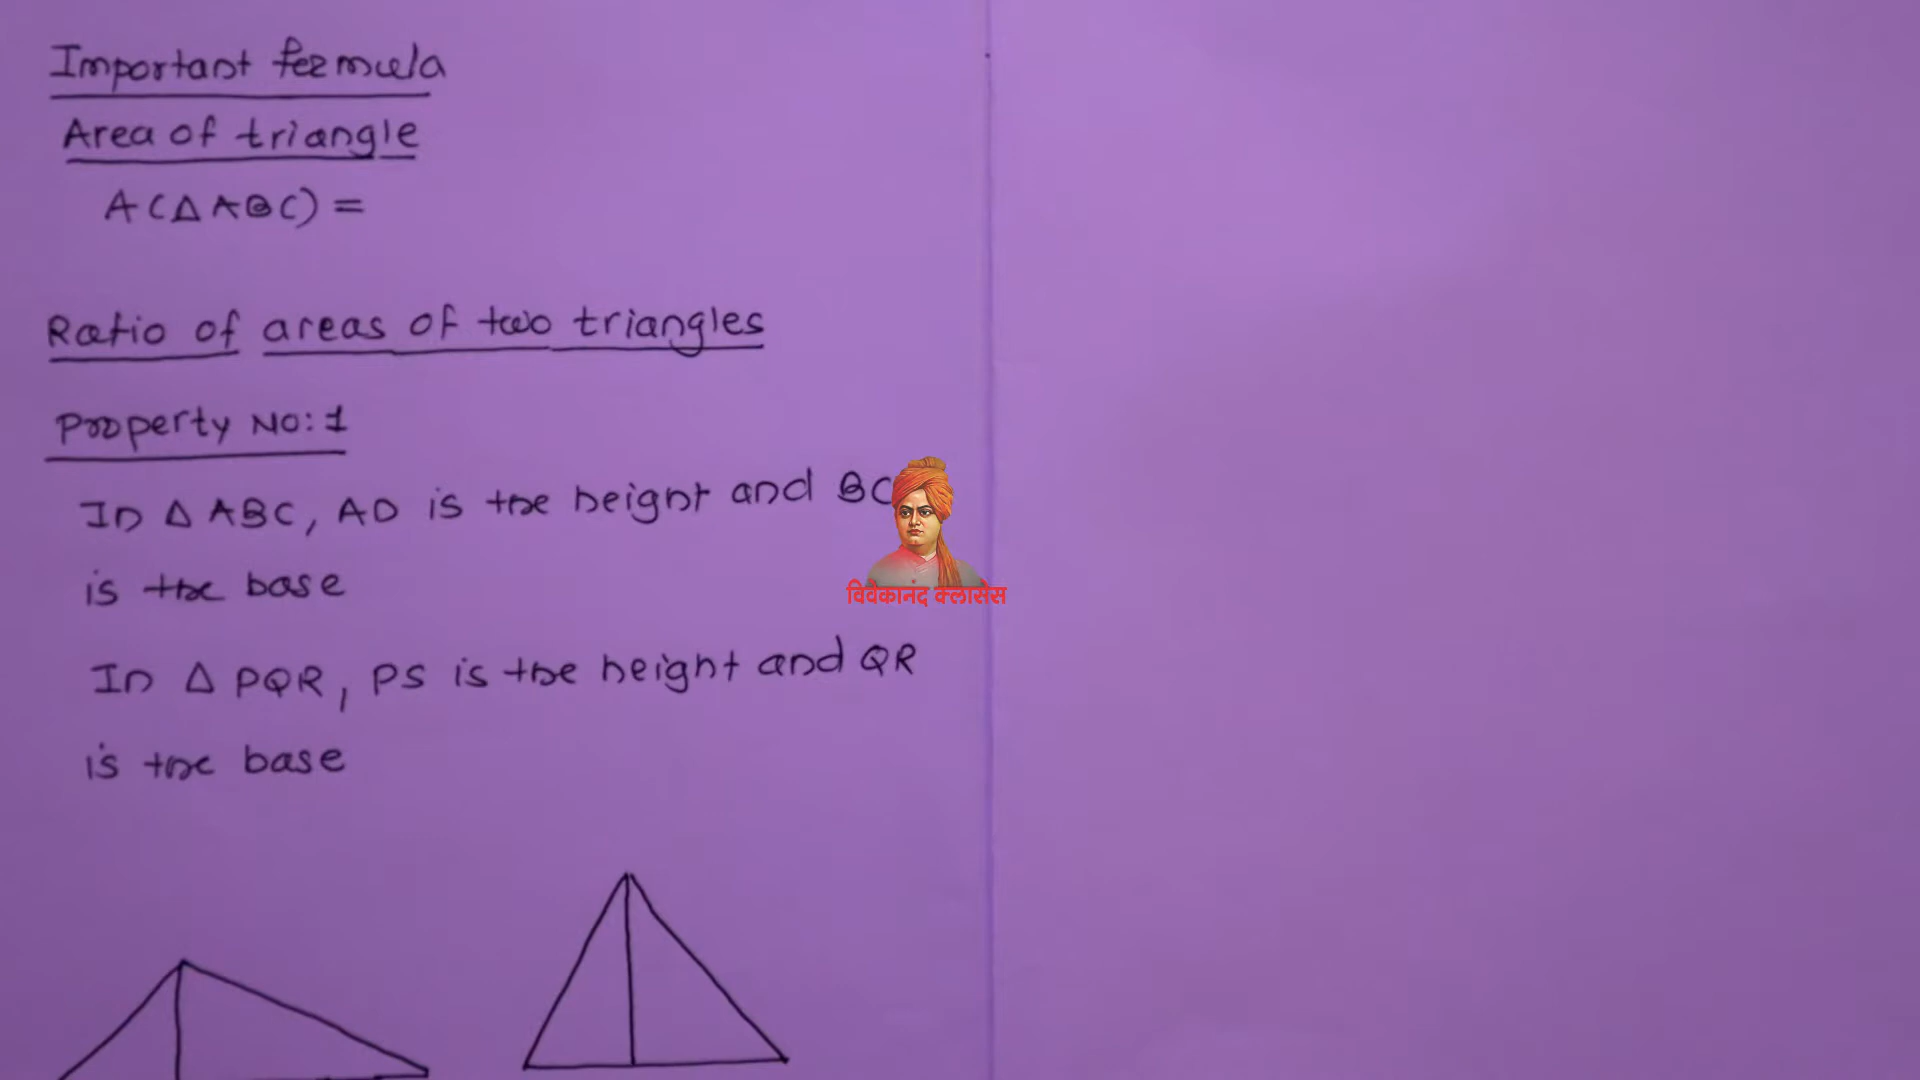 Important formula
Area of triangle
A(Δ ABC) =
Ratio of areas of two triangles
Property No: 1
In Δ ABC, AD is the height and BC
is the base
In Δ PQR, PS is the height and QR
is the base
विवेकानंद क्लासेस